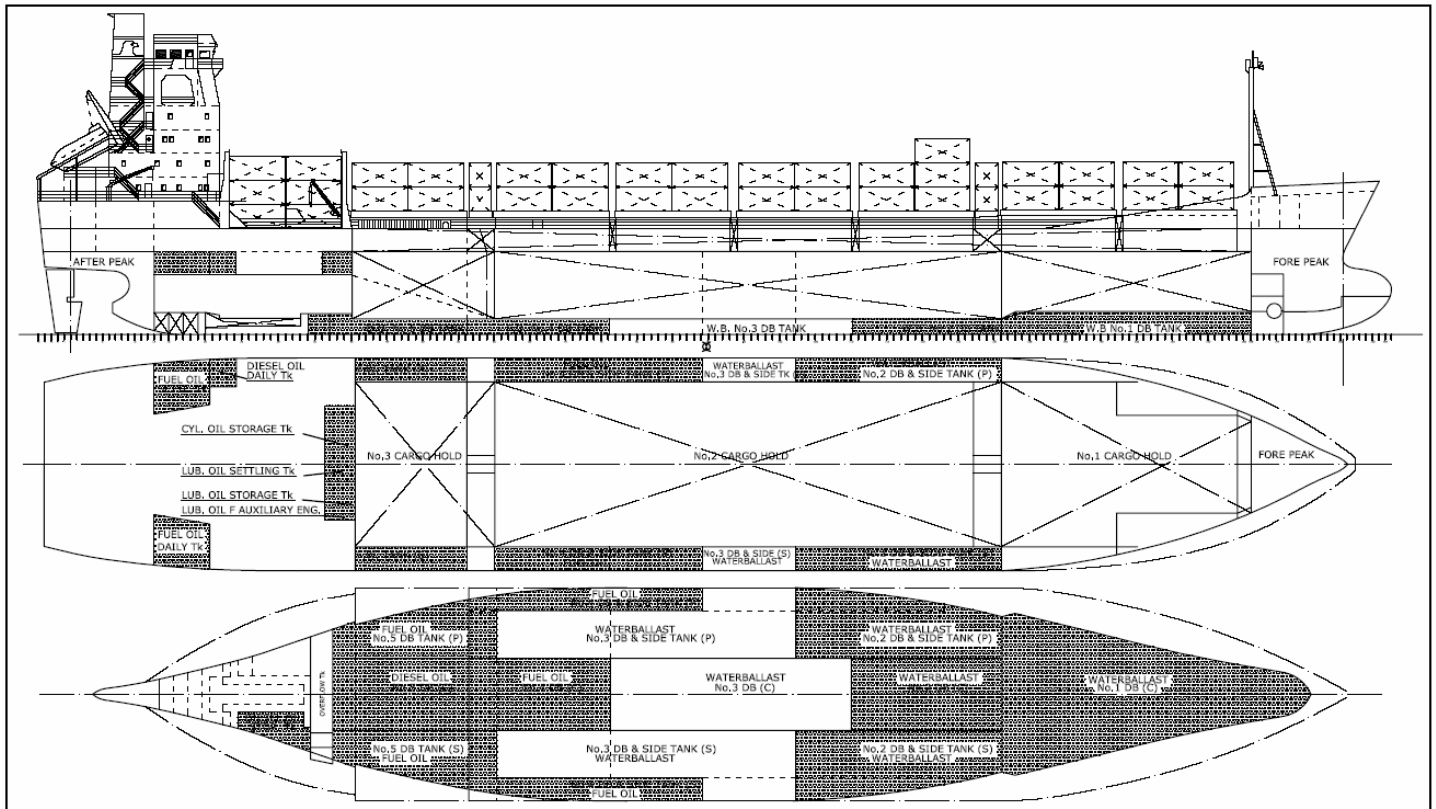 AFTER PEAK
FORE PEAK
W.B. No.3 DB TANK
W.B No.1 DB TANK
DIESEL OIL
DAILY Tk
FUEL OIL
WATERBALLAST
No.3 DB & SIDE TK (
No.2 DB & SIDE TANK (P)
CYL. OIL STORAGE Tk
LUB. OIL SETTLING Tk
LUB. OIL STORAGE Tk
LUB. OIL F AUXILIARY ENG.
No,3 CARGO HOLD
No,2 CARGO HOLD
No,1 CARGO HOLD
FORE PEAK
FUEL OIL
DAILY Tk
No.3 DB & SIDE (S)
WATERBALLAST
WATERBALLAST
FUEL OIL
FUEL OIL
No.5 DB TANK (P)
WATERBALLAST
No.3 DB & SIDE TANK (P)
WATERBALLAST
No.2 DB & SIDE TANK (P)
OVERFLOW Tk
DIESEL OIL
FUEL OIL
WATERBALLAST
No.3 DB (C)
WATERBALLAST
WATERBALLAST
No.1 DB (C)
No.5 DB TANK (S)
FUEL OIL
No.3 DB & SIDE TANK (S)
WATERBALLAST
No.2 DB & SIDE TANK (S)
WATERBALLAST
FUEL OIL